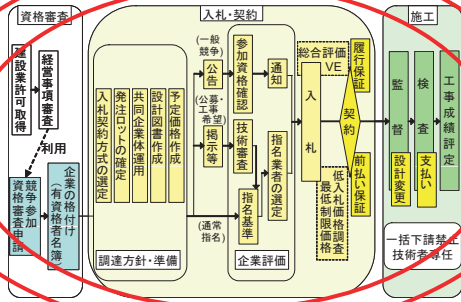 資格審査
建設業許可取得
経営事項審査
利用
競争参加
資格審査申請
企業の格付け
(有資格者名簿)
入札・契約
入札契約方式の選定
発注ロットの確定
共同企業体運用
設計図書作成
予定価格作成
調達方針・準備
(一般
競争)
公告
(公募・工事
希望)
掲示等
(通常
指名)
参加資格確認
技術審査
指名基準
通知
指名業者の選定
企業評価
総合評価
VE
入札
低入札価格調査
最低制限価格
履行保証
契約
前払い保証
施工
監督
検査
工事成績評定
設計変更
支払い
一括下請禁止
技術者専任